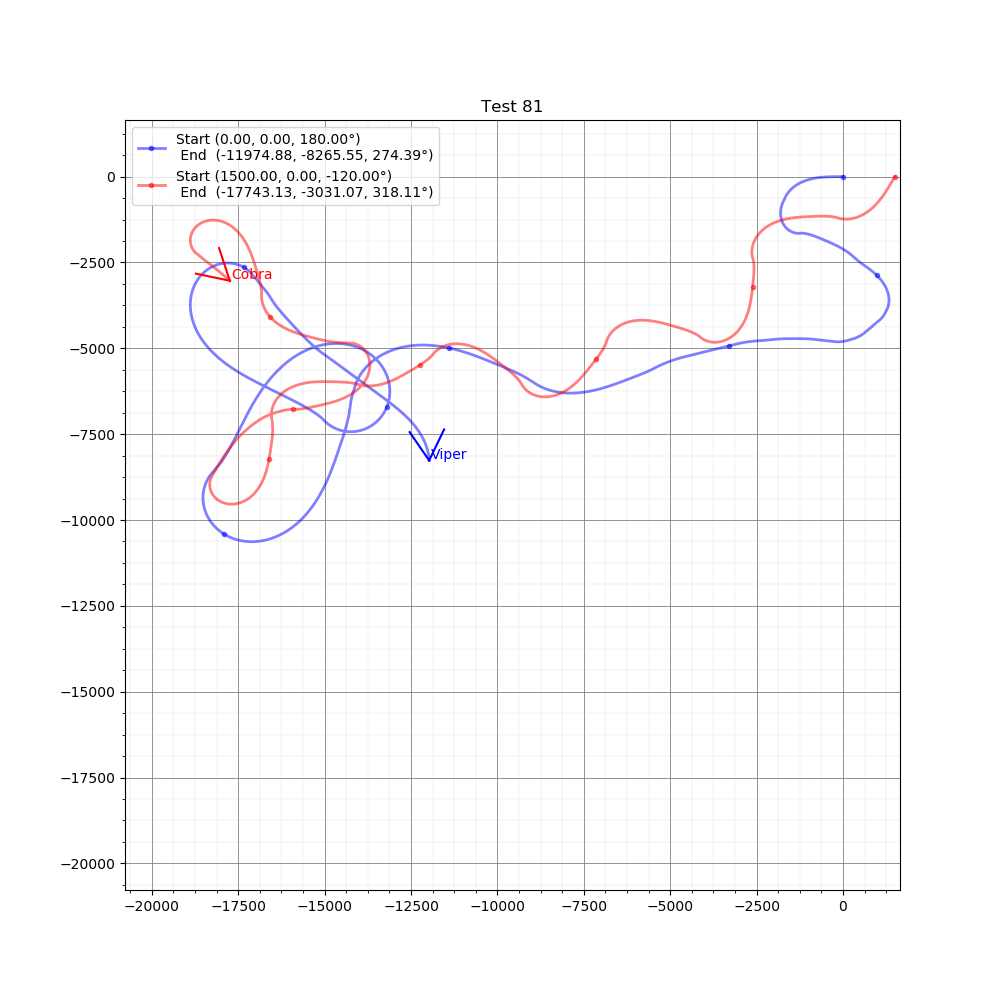 Test 81
Start (0.00, 0.00, 180.00°)
End (-11974.88, -8265.55, 274.39°)
Start (1500.00, 0.00, -120.00°)
End (-17743.13, -3031.07, 318.11°)
0
−2500
−5000
−7500
−10000
−12500
−15000
−17500
−20000
Cobra
Viper
−20000 −17500 −15000 −12500 −10000 −7500 −5000 −2500 0